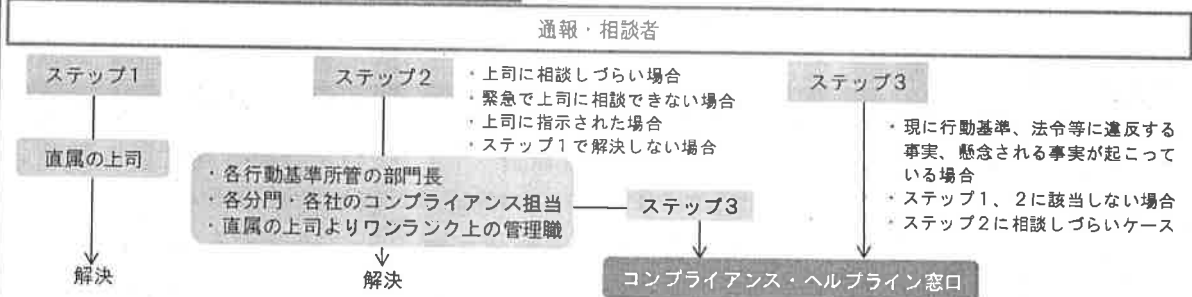 通報・相談者
ステップ1
直属の上司
解決
ステップ2
・上司に相談しづらい場合
・緊急で上司に相談できない場合
・上司に指示された場合
・ステップ1で解決しない場合
・各行動基準所管の部門長
・各分門・各社のコンプライアンス担当
・直属の上司よりワンランク上の管理職
解決
ステップ3
ステップ3
・現に行動基準、法令等に違反する
事実、懸念される事実が起こって
いる場合
・ステップ1、2に該当しない場合
・ステップ2に相談しづらいケース
コンプライアンス・ヘルプライン窓口